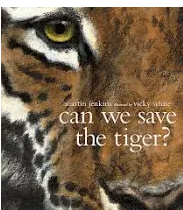 martin jenkins illustrated by vicky white
can we save
the tiger?